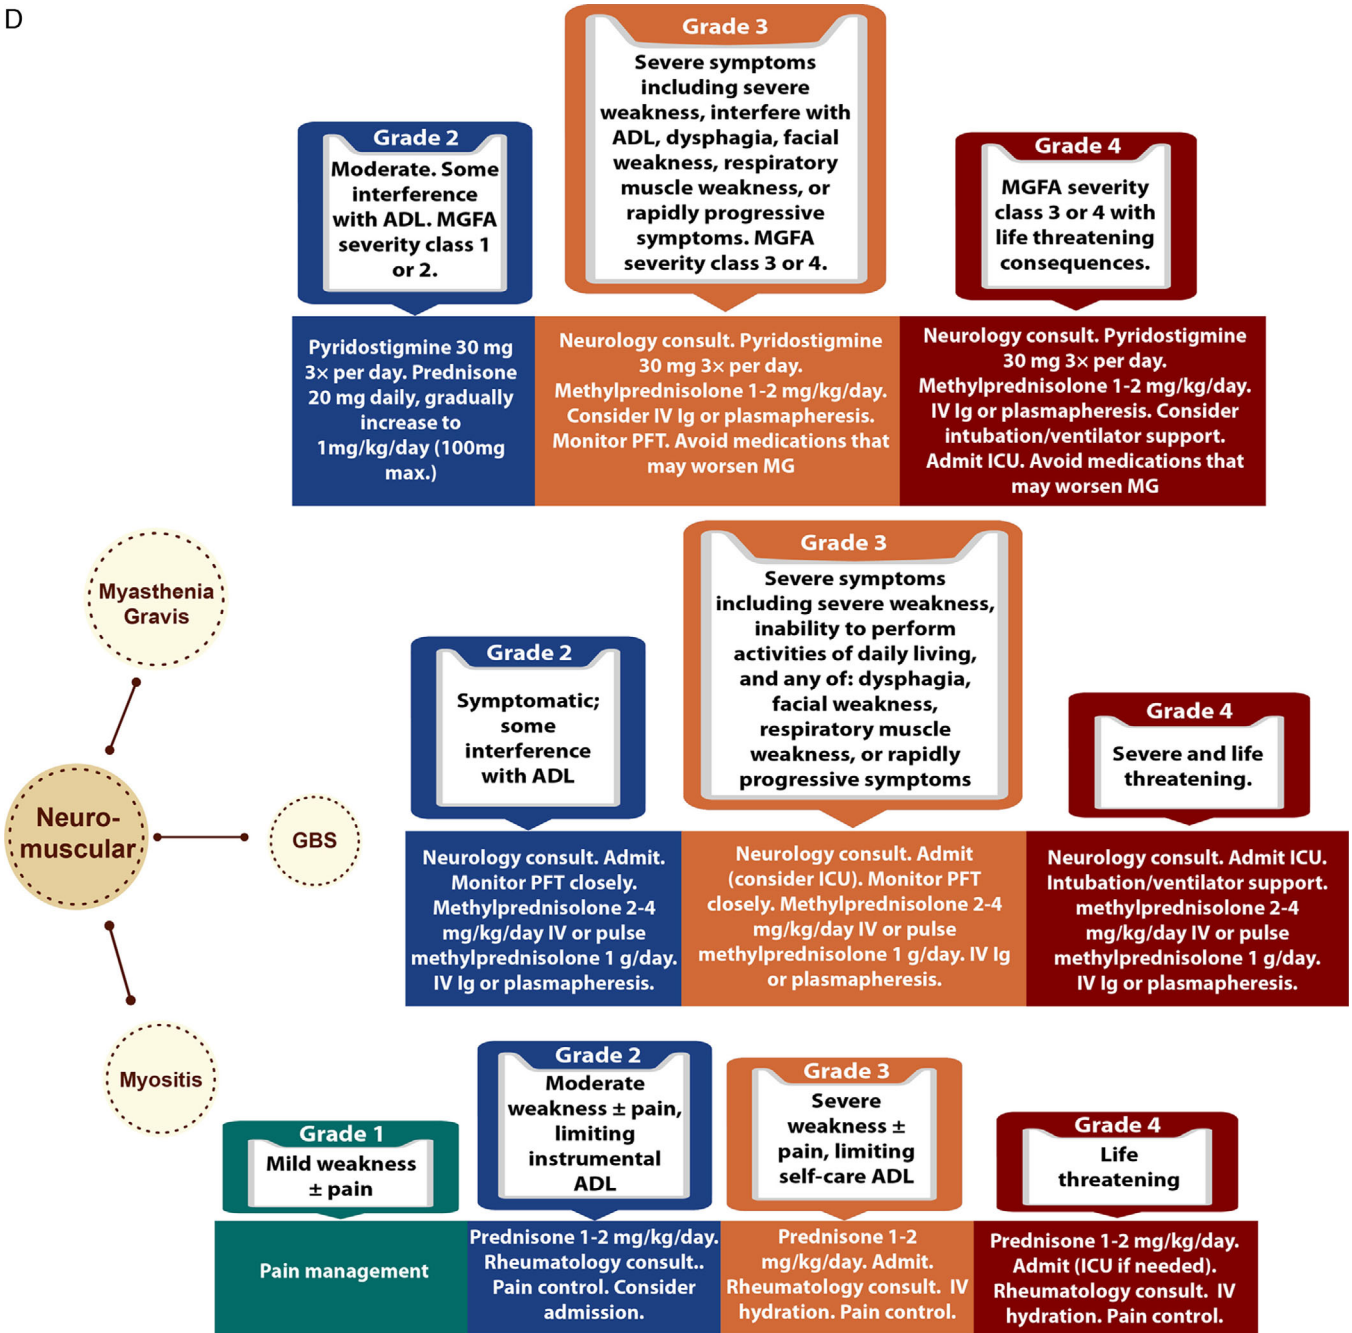 D
Grade 3
Severe symptoms
including severe
weakness, interfere with
ADL, dysphagia, facial
weakness, respiratory
muscle weakness, or
rapidly progressive
symptoms. MGFA
severity class 3 or 4.
Grade 2
Moderate. Some
interference
with ADL. MGFA
severity class 1
or 2.
Grade 4
MGFA severity
class 3 or 4 with
life threatening
consequences.
Pyridostigmine 30 mg
3× per day. Prednisone
20 mg daily, gradually
increase to
1mg/kg/day (100mg
max.)
Neurology consult. Pyridostigmine
30 mg 3× per day.
Methylprednisolone 1-2 mg/kg/day.
Consider IV Ig or plasmapheresis.
Monitor PFT. Avoid medications that
may worsen MG
Neurology consult. Pyridostigmine
30 mg 3× per day.
Methylprednisolone 1-2 mg/kg/day.
IV Ig or plasmapheresis. Consider
intubation/ventilator support.
Admit ICU. Avoid medications that
may worsen MG
Myasthenia
Gravis
Neuro-
muscular
GBS
Myositis
Grade 2
Symptomatic;
some
interference
with ADL
Grade 3
Severe symptoms
including severe weakness,
inability to perform
activities of daily living,
and any of: dysphagia,
facial weakness,
respiratory muscle
weakness, or rapidly
progressive symptoms
Grade 4
Severe and life
threatening.
Neurology consult. Admit.
Monitor PFT closely.
Methylprednisolone 2-4
mg/kg/day IV or pulse
methylprednisolone 1 g/day.
IV Ig or plasmapheresis.
Neurology consult. Admit
(consider ICU). Monitor PFT
closely. Methylprednisolone 2-4
mg/kg/day IV or pulse
methylprednisolone 1 g/day. IV Ig
or plasmapheresis.
Neurology consult. Admit ICU.
Intubation/ventilator support.
methylprednisolone 2-4
mg/kg/day IV or pulse
methylprednisolone 1 g/day.
IV Ig or plasmapheresis.
Grade 1
Mild weakness
± pain
Grade 2
Moderate
weakness ± pain,
limiting
instrumental
ADL
Grade 3
Severe
weakness ±
pain, limiting
self-care ADL
Grade 4
Life
threatening
Pain management
Prednisone 1-2 mg/kg/day.
Rheumatology consult..
Pain control. Consider
admission.
Prednisone 1-2
mg/kg/day. Admit.
Rheumatology consult. IV
hydration. Pain control.
Prednisone 1-2 mg/kg/day.
Admit (ICU if needed).
Rheumatology consult. IV
hydration. Pain control.